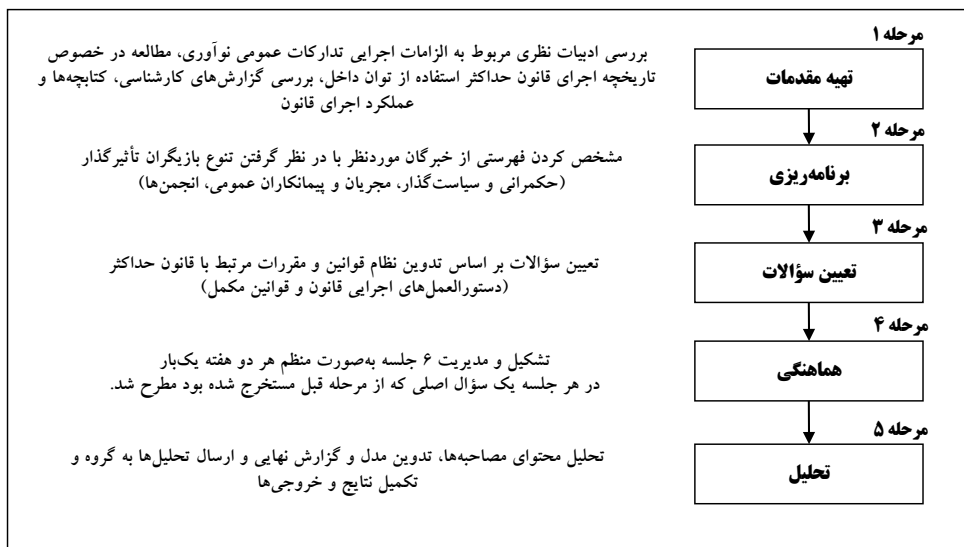 مرحله ۱
تهیه مقدمات
بررسی ادبیات نظری مربوط به الزامات اجرایی تدارکات عمومی نوآوری، مطالعه در خصوص
تاریخچه اجرای قانون حداکثر استفاده از توان داخل، بررسی گزارش‌های کارشناسی، کتابچه‌ها و
عملکرد اجرای قانون
مرحله ۲
برنامه‌ریزی
مشخص کردن فهرستی از خبرگان موردنظر با در نظر گرفتن تنوع بازیگران تأثیرگذار
(حکمرانی و سیاست‌گذار، مجریان و پیمانکاران عمومی، انجمن‌ها)
مرحله ۳
تعیین سؤالات
تعیین سؤالات بر اساس تدوین نظام قوانین و مقررات مرتبط با قانون حداکثر
(دستورالعمل‌های اجرایی قانون و قوانین مکمل)
مرحله ۴
هماهنگی
تشکیل و مدیریت ۶ جلسه به‌صورت منظم هر دو هفته یک‌بار
در هر جلسه یک سؤال اصلی که از مرحله قبل مستخرج شده بود مطرح شد.
مرحله ۵
تحلیل
تحلیل محتوای مصاحبه‌ها، تدوین مدل و گزارش نهایی و ارسال تحلیل‌ها به گروه و
تکمیل نتایج و خروجی‌ها